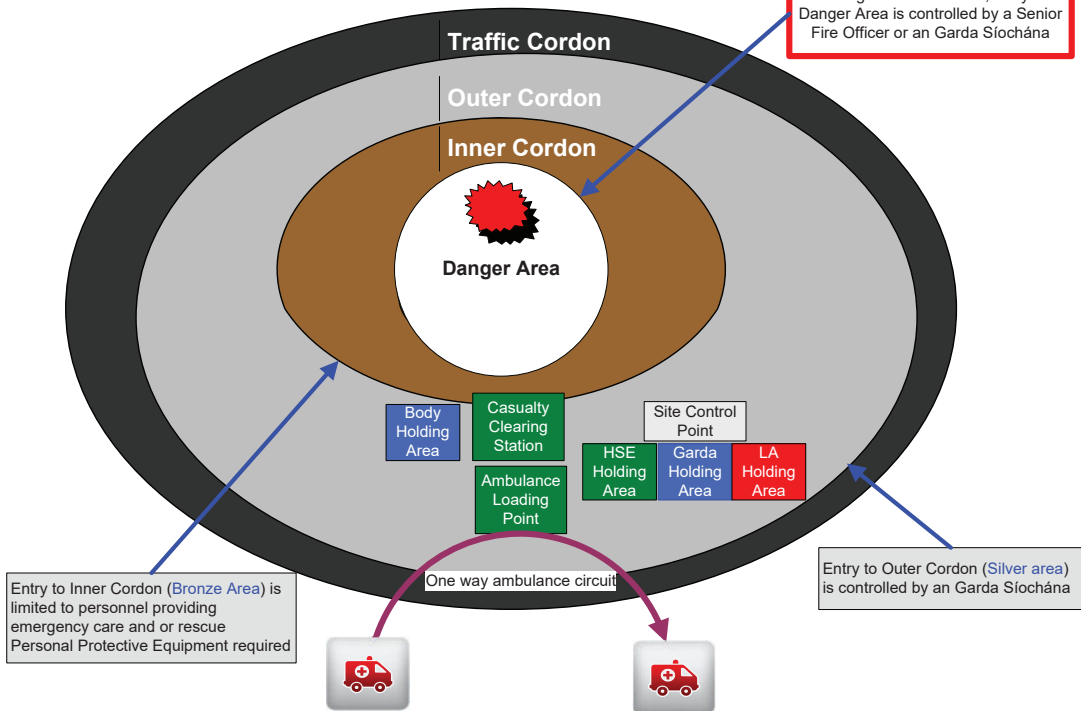 Danger Area is controlled by a Senior
Fire Officer or an Garda Síochána
Traffic Cordon
Outer Cordon
Inner Cordon
Danger Area
Body
Holding
Area
Casualty
Clearing
Station
Site Control
Point
HSE
Holding
Area
Garda
Holding
Area
LA
Holding
Area
Ambulance
Loading
Point
One way ambulance circuit
Entry to Inner Cordon (Bronze Area) is
limited to personnel providing
emergency care and or rescue
Personal Protective Equipment required
Entry to Outer Cordon (Silver area)
is controlled by an Garda Síochána